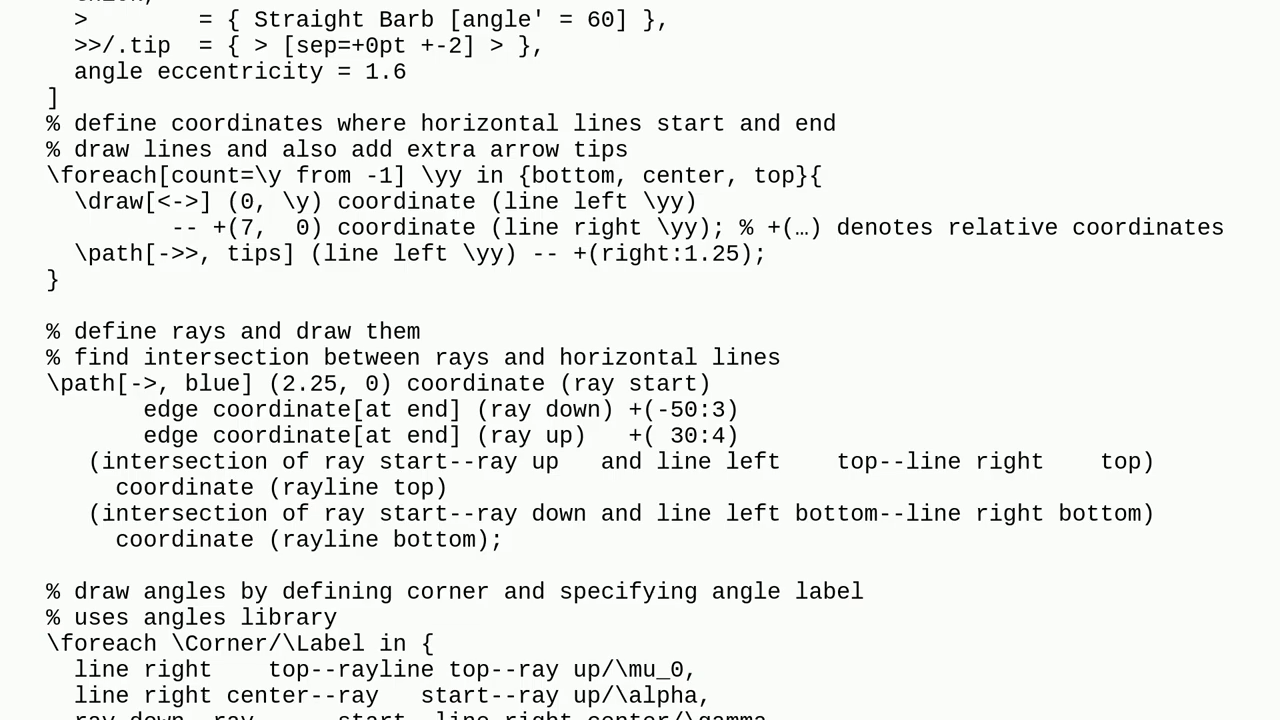 >        = { Straight Barb [angle' = 60] },
>>/.tip  = { > [sep=+0pt +-2] > },
angle eccentricity = 1.6
]
% define coordinates where horizontal lines start and end
% draw lines and also add extra arrow tips
\foreach[count=\y from -1] \yy in {bottom, center, top}{
  \draw[<->] (0, \y) coordinate (line left \yy)
         -- +(7,  0) coordinate (line right \yy); % +(…) denotes relative coordinates
  \path[->>, tips] (line left \yy) -- +(right:1.25);
}
% define rays and draw them
% find intersection between rays and horizontal lines
\path[->, blue] (2.25, 0) coordinate (ray start)
       edge coordinate[at end] (ray down) +(-50:3)
       edge coordinate[at end] (ray up)   +( 30:4)
   (intersection of ray start--ray up   and line left    top--line right    top)
     coordinate (rayline top)
   (intersection of ray start--ray down and line left bottom--line right bottom)
     coordinate (rayline bottom);
% draw angles by defining corner and specifying angle label
% uses angles library
\foreach \Corner/\Label in {
  line right    top--rayline top--ray up/\mu_0,
  line right center--ray   start--ray up/\alpha,
  ray down--ray      start--line right center/\gamma